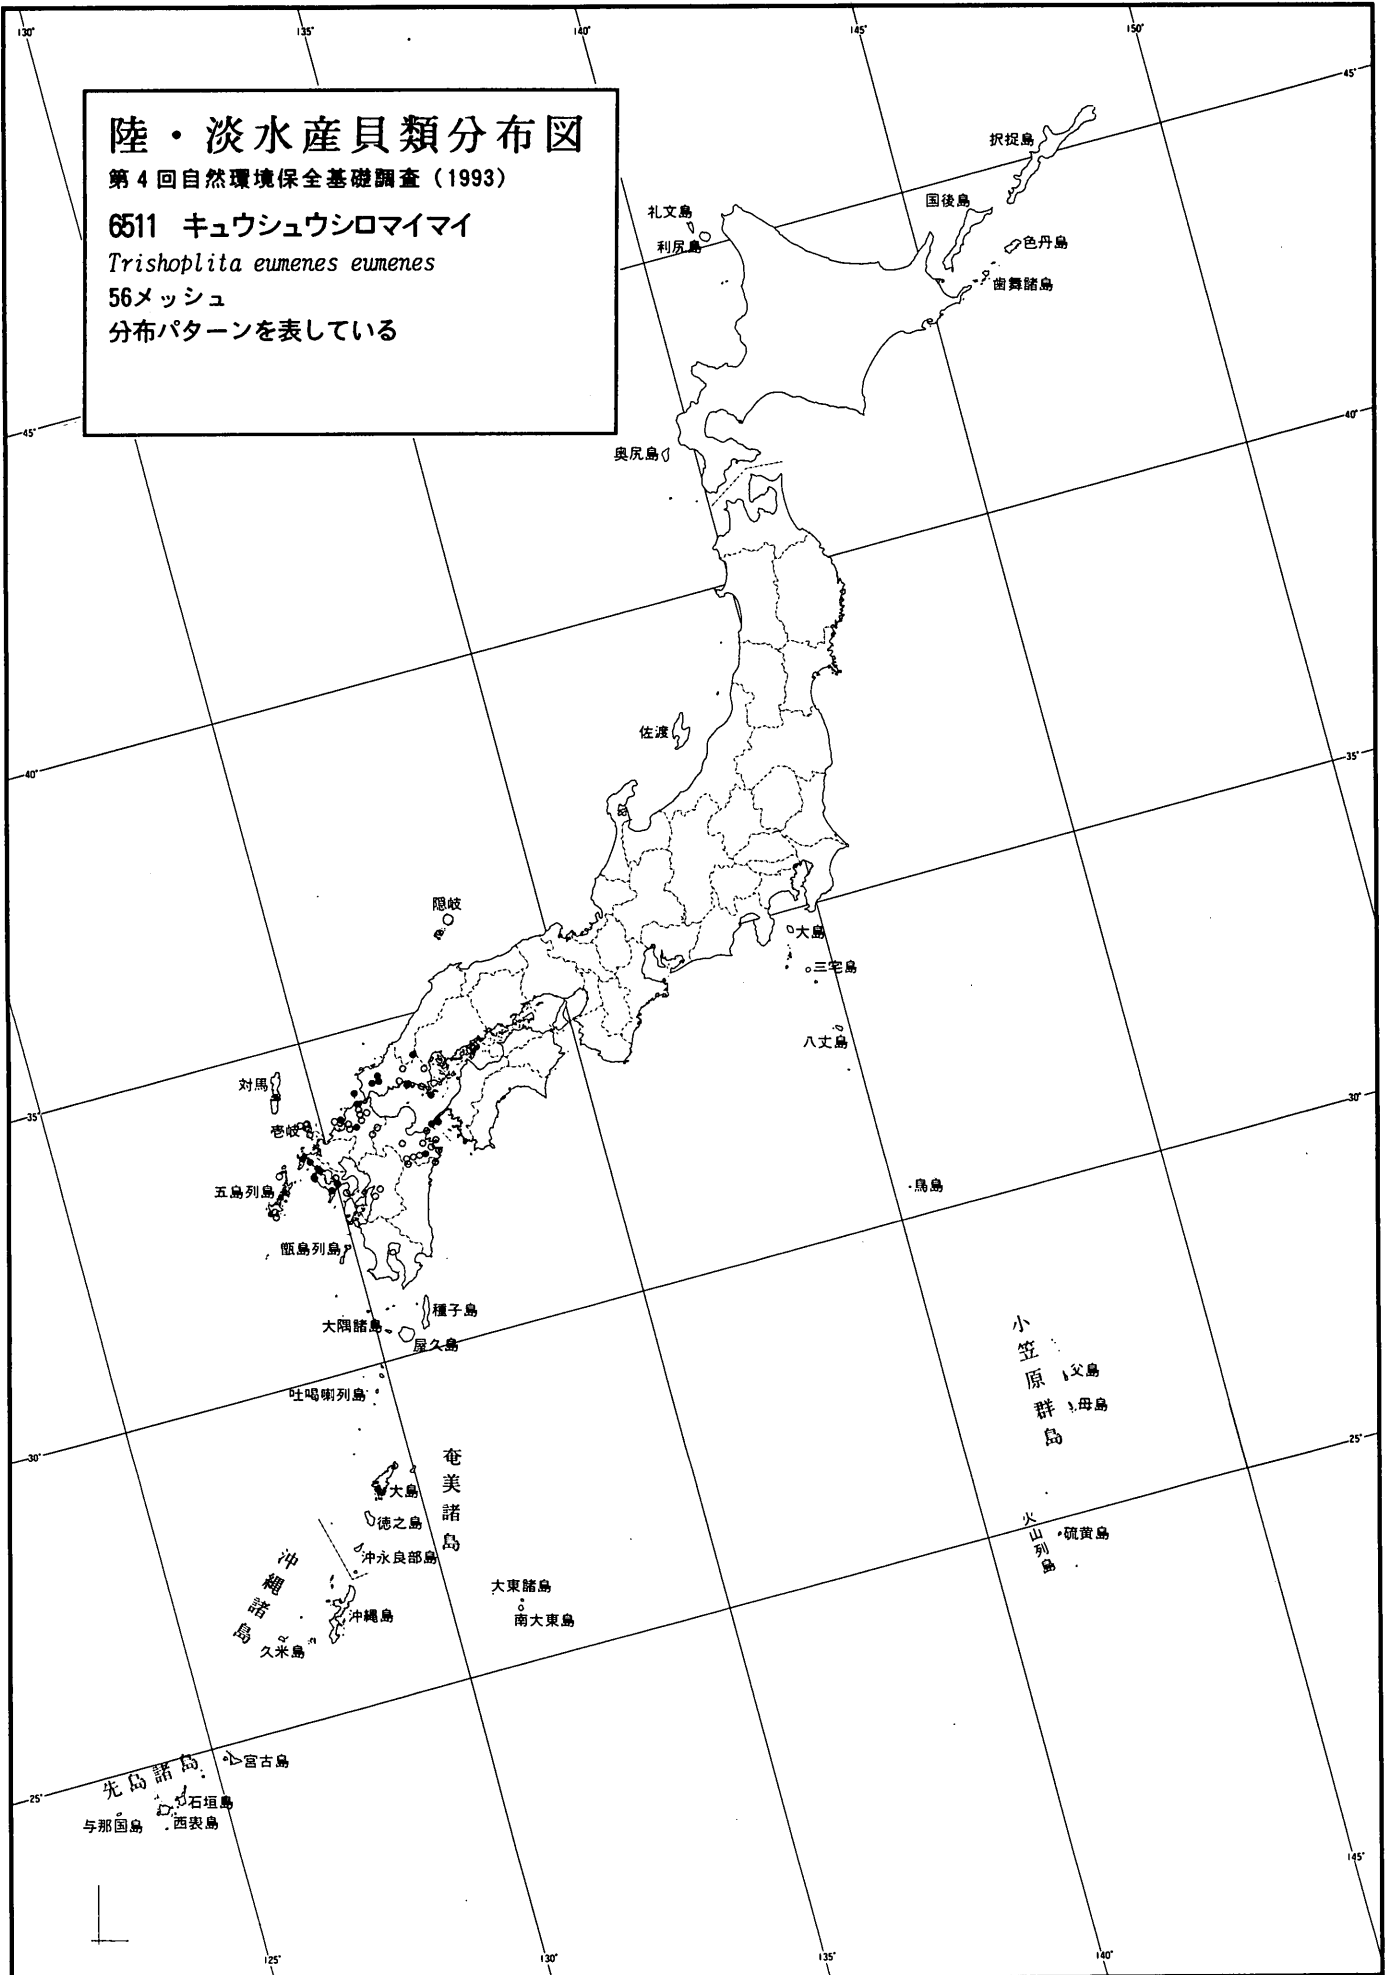 130°
135°
140°
145°
150°
45°
陸・淡水産貝類分布図
第4回自然環境保全基礎調査（1993）
6511 キュウシュウシロマイマイ
Trishoplita eumenes eumenes
56メッシュ
分布パターンを表している
択捉島
国後島
色丹島
歯舞諸島
礼文島
利尻島
45°
40°
奥尻島
佐渡
40°
35°
隠岐
大島
三宅島
八丈島
対馬
35°
壱岐
30°
五島列島
鳥島
甑島列島
種子島
大隅諸島
屋久島
吐噶喇列島
小笠原群島
父島
母島
30°
25°
奄美諸島
大島
徳之島
沖永良部島
火山列島
硫黄島
沖縄諸島
沖縄島
久米島
大東諸島
南大東島
先島諸島
宮古島
石垣島
西表島
与那国島
25°
145°
125°
130°
135°
140°